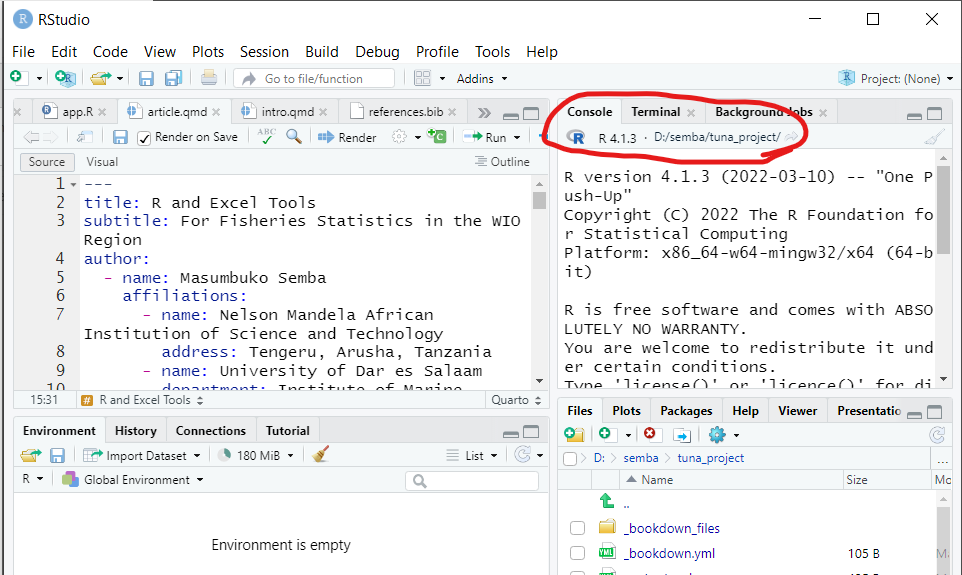 RStudio
File Edit Code View Plots Session Build Debug Profile Tools Help
Go to file/function Addins Project: (None)
app.R article.qmd intro.qmd references.bib
Render on Save ABC Render Run
Source Visual Outline
1 ---
2 title: R and Excel Tools
3 subtitle: For Fisheries Statistics in the WIO
Region
4 author:
5 - name: Masumbuko Semba
6 affiliations:
7 - name: Nelson Mandela African
Institution of Science and Technology
8 address: Tengeru, Arusha, Tanzania
9 - name: University of Dar es Salaam
10 department: Institute of Marine
15:31 # R and Excel Tools Quarto
Console Terminal Background Jobs
R R 4.1.3 · D:/semba/tuna_project/
R version 4.1.3 (2022-03-10) -- "One P
ush-Up"
Copyright (C) 2022 The R Foundation fo
r Statistical Computing
Platform: x86_64-w64-mingw32/x64 (64-b
it)
R is free software and comes with ABSO
LUTELY NO WARRANTY.
You are welcome to redistribute it und
er certain conditions.
Type 'license()' or 'licence()' for di
Environment History Connections Tutorial
Import Dataset 180 MiB List
R Global Environment
Environment is empty
Files Plots Packages Help Viewer Presentatio
D: semba tuna_project ...
Name Size Mo
..
_bookdown_files
YML _bookdown.yml 105 B